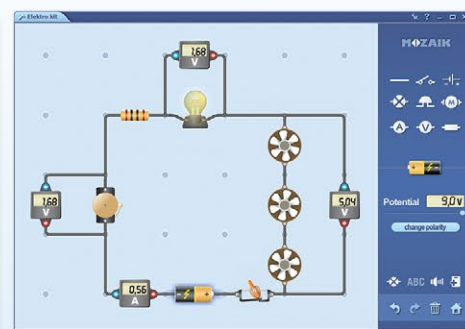 Elektro kit
MOZAIK
1.68
V
1.68
V
5.04
V
A
V
M
Potential 9,0 v
change polarity
0,56
A
ABC